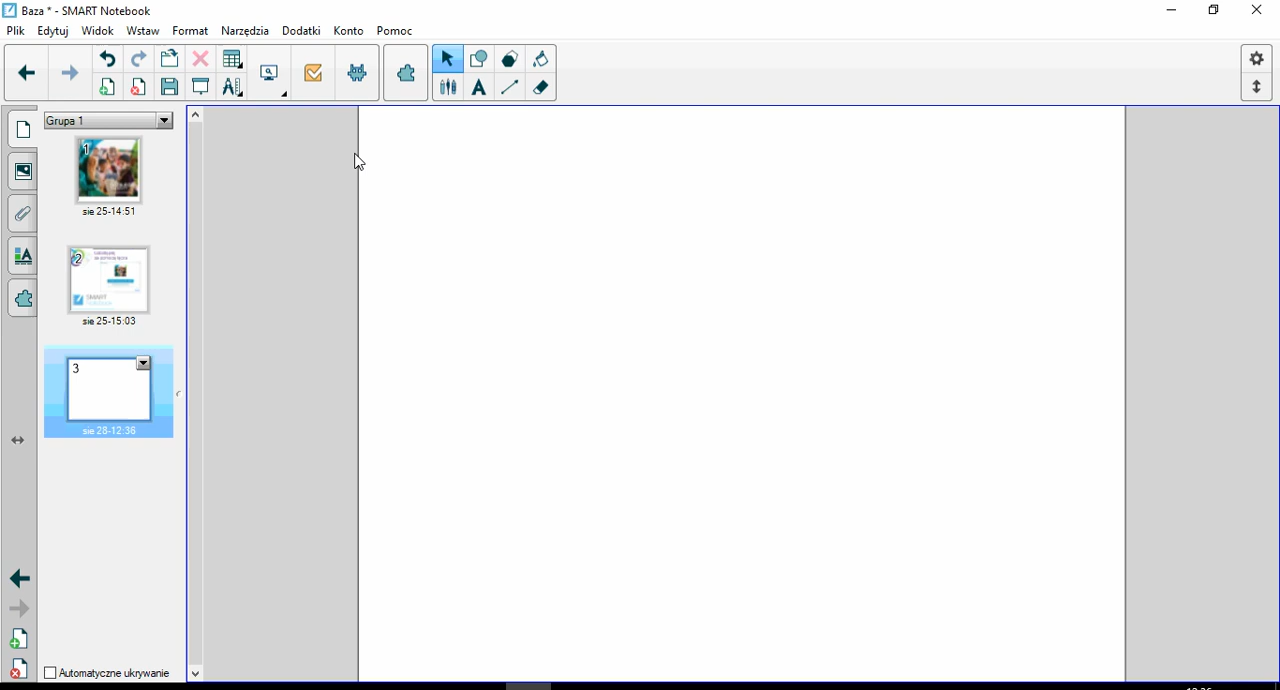 Baza * - SMART Notebook
Plik Edytuj Widok Wstaw Format Narzędzia Dodatki Konto Pomoc
Grupa 1
1
sie 25-14:51
2
SMART
sie 25-15:03
3
sie 28-12:36
Automatyczne ukrywanie